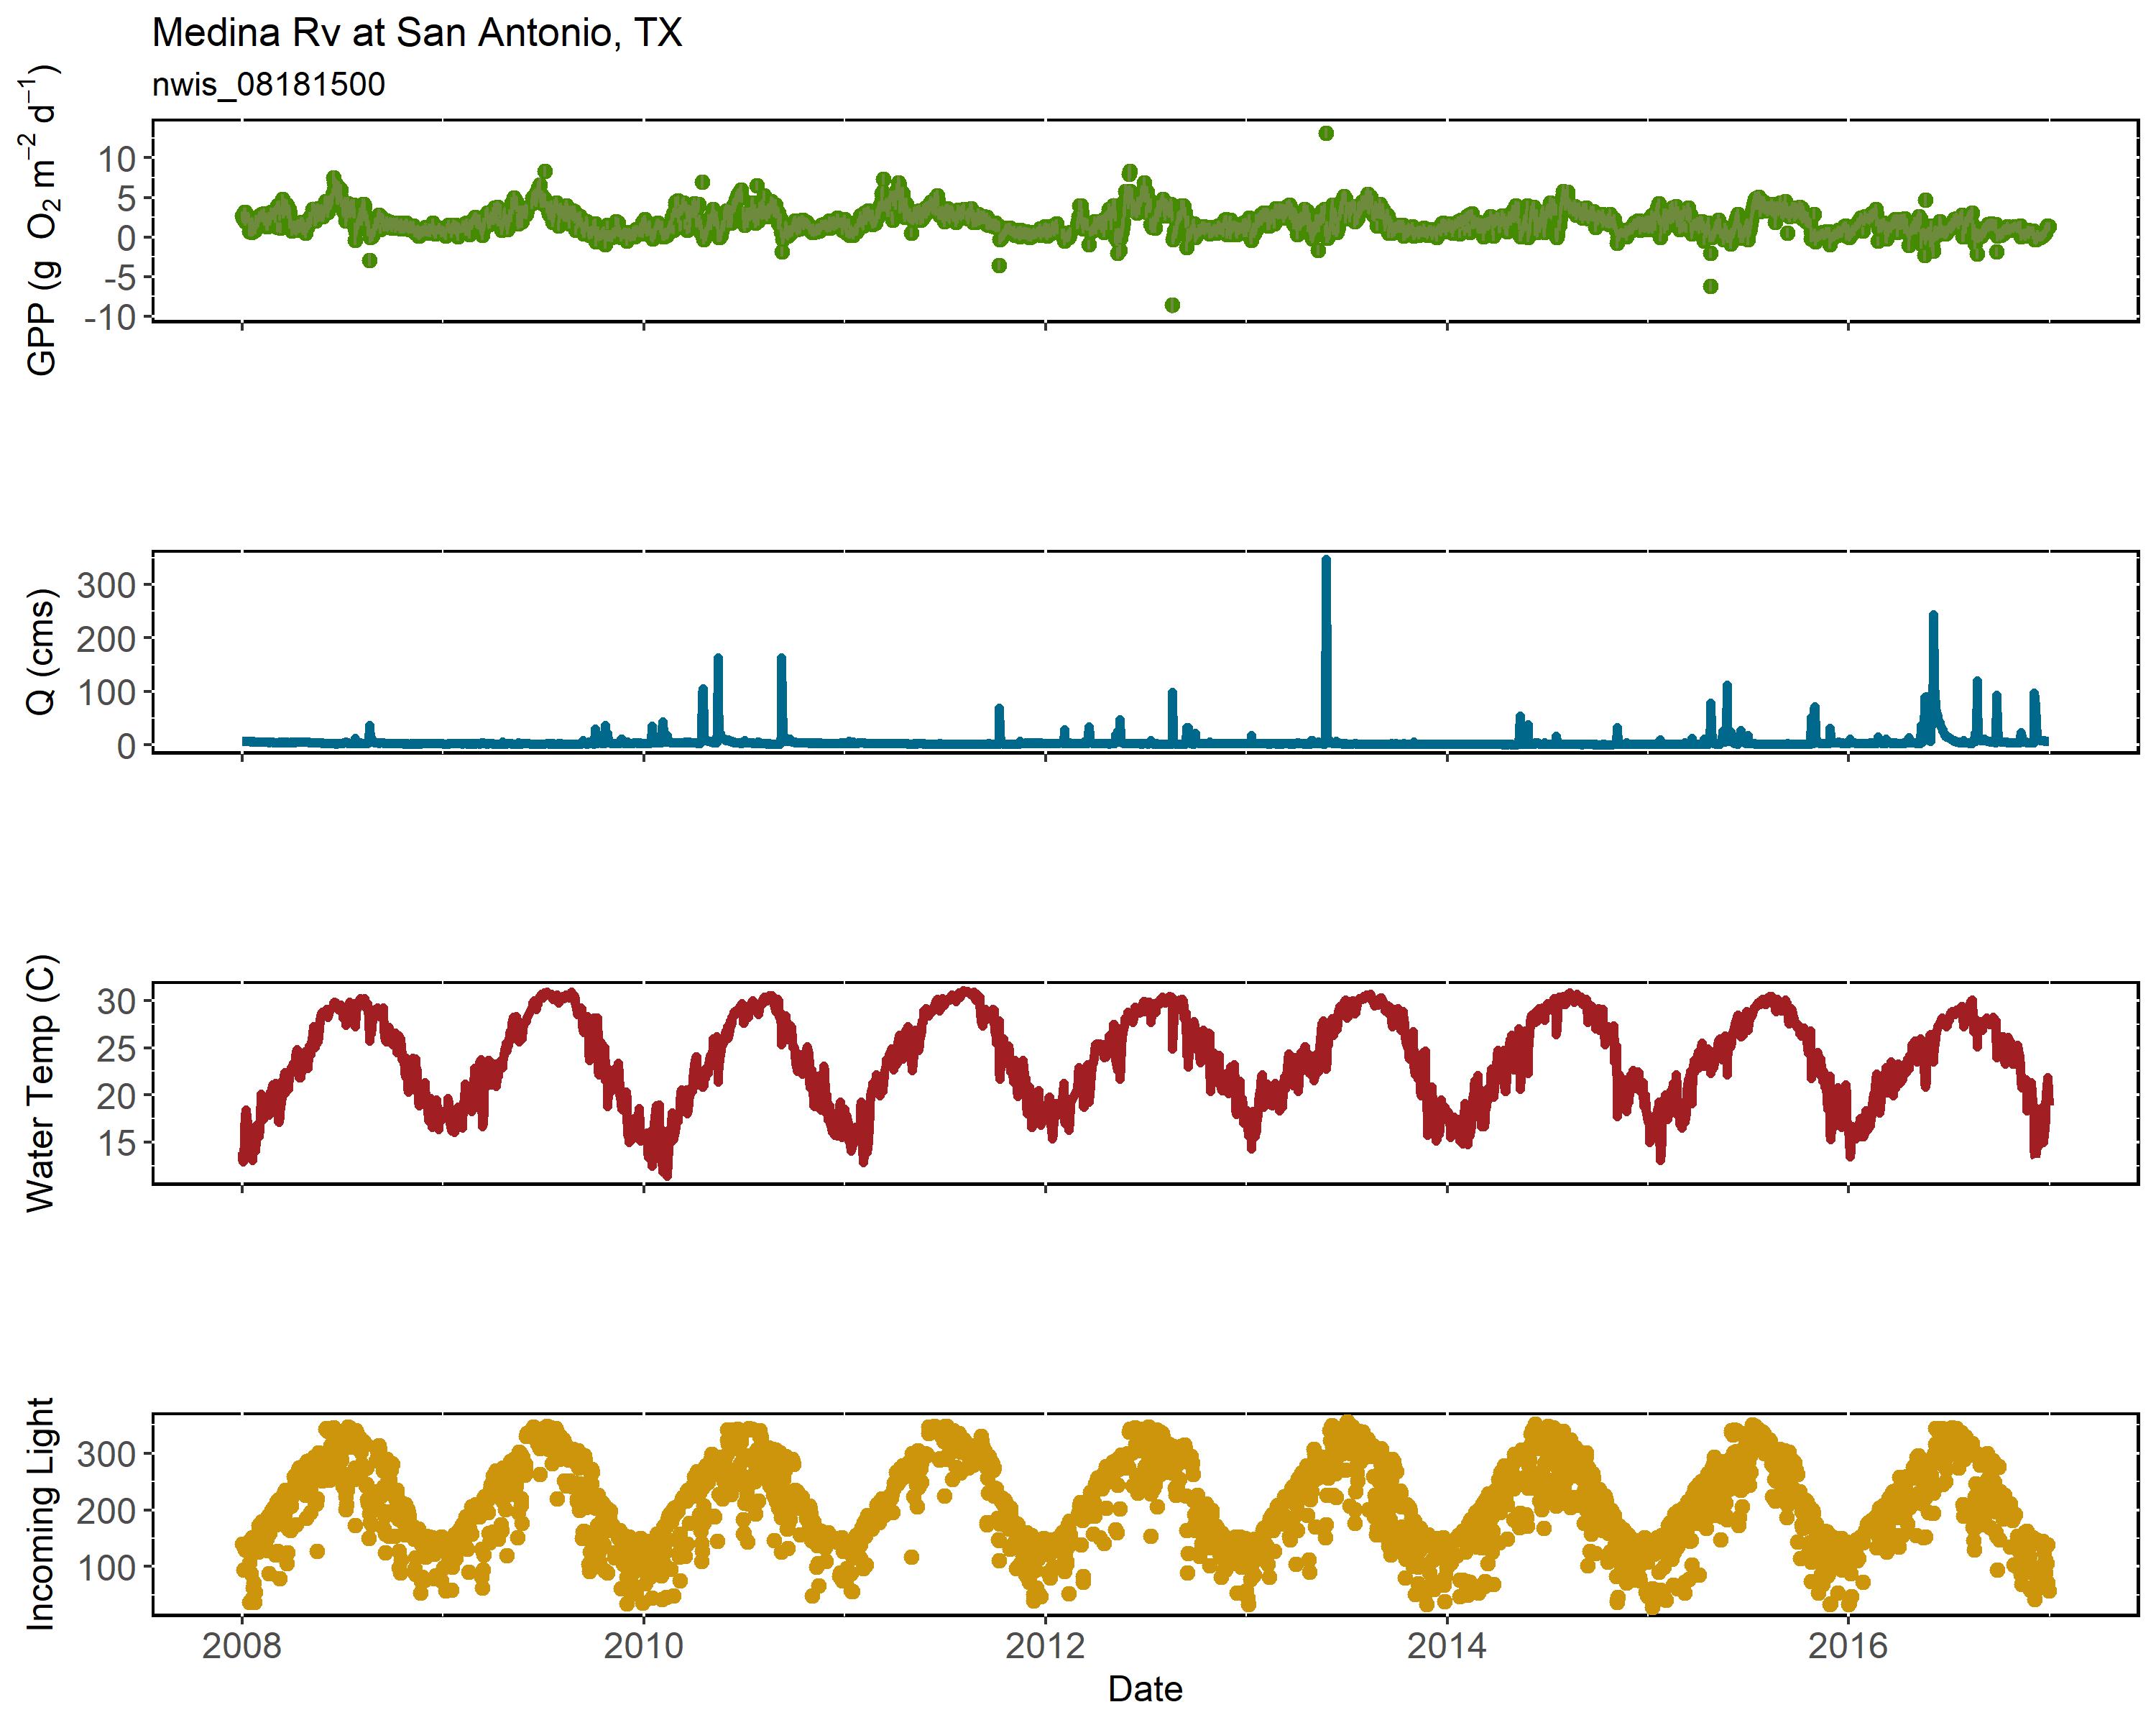 Medina Rv at San Antonio, TX
nwis_08181500
GPP (g O₂ m⁻² d⁻¹)
10
5
0
-5
-10
Q (cms)
300
200
100
0
Water Temp (C)
30
25
20
15
Incoming Light
300
200
100
2008 2010 2012 2014 2016
Date